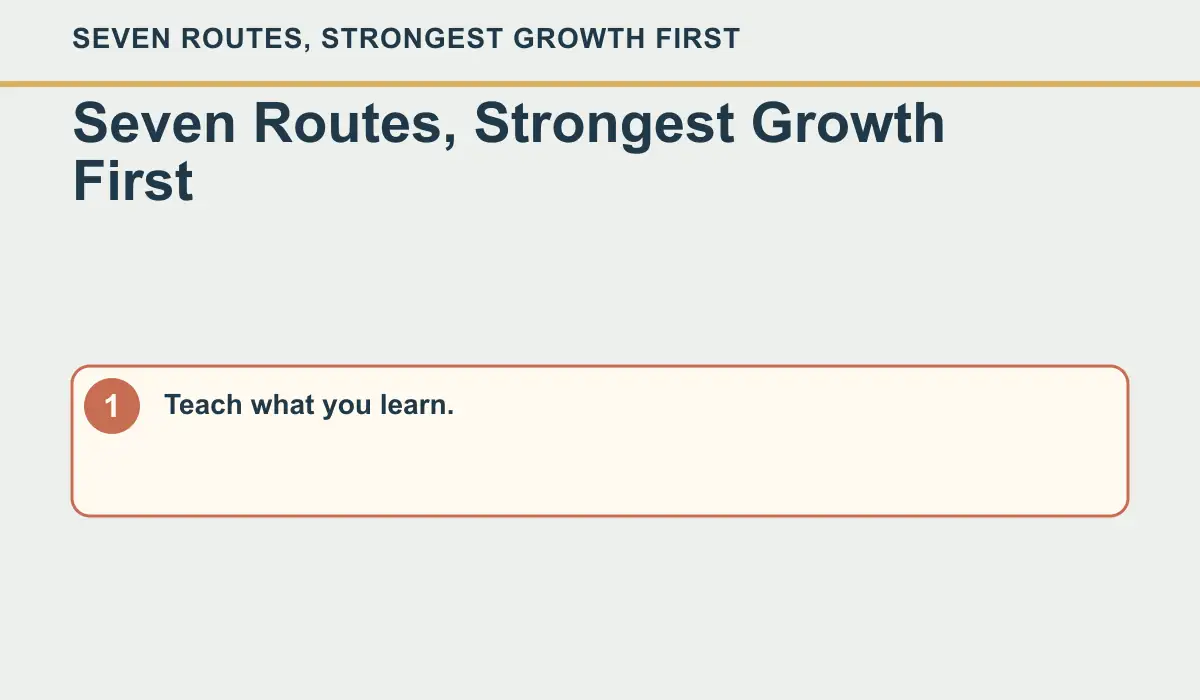 SEVEN ROUTES, STRONGEST GROWTH FIRST
Seven Routes, Strongest Growth
First
1 Teach what you learn.